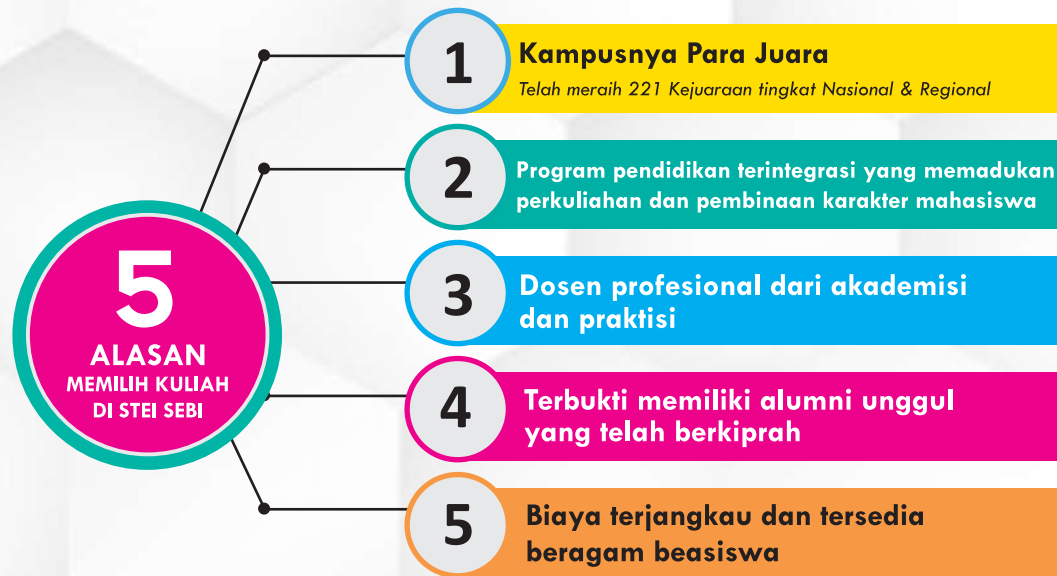 5
ALASAN
MEMILIH KULIAH
DI STEI SEBI
1
Kampusnya Para Juara
Telah meraih 221 Kejuaraan tingkat Nasional & Regional
2
Program pendidikan terintegrasi yang memadukan
perkuliahan dan pembinaan karakter mahasiswa
3
Dosen profesional dari akademisi
dan praktisi
4
Terbukti memiliki alumni unggul
yang telah berkiprah
5
Biaya terjangkau dan tersedia
beragam beasiswa